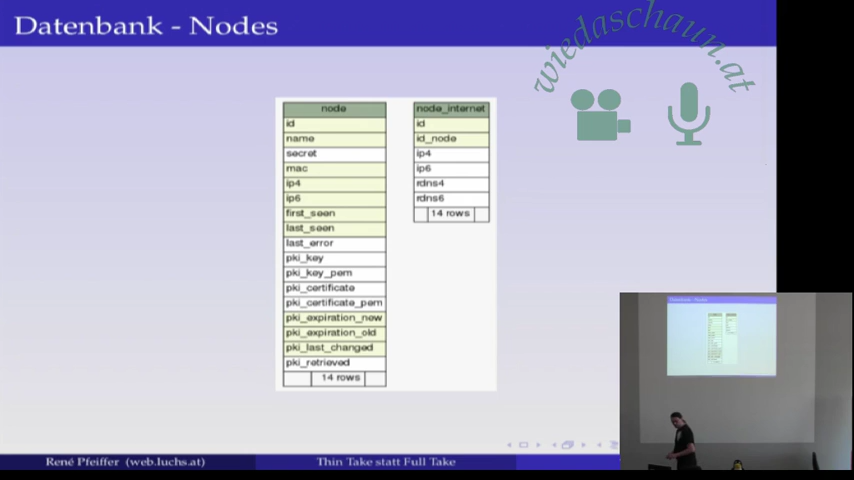 Datenbank - Nodes
wiedaschaun.at
node
id
name
secret
mac
ip4
ip6
first_seen
last_seen
last_error
pki_key
pki_key_pem
pki_certificate
pki_certificate_pem
pki_expiration_new
pki_expiration_old
pki_last_changed
pki_retrieved
14 rows
node_internet
id
id_node
ip4
ip6
rdns4
rdns6
14 rows
René Pfeiffer (web.luchs.at)
Thin Take statt Full Take
Datenbank - Nodes